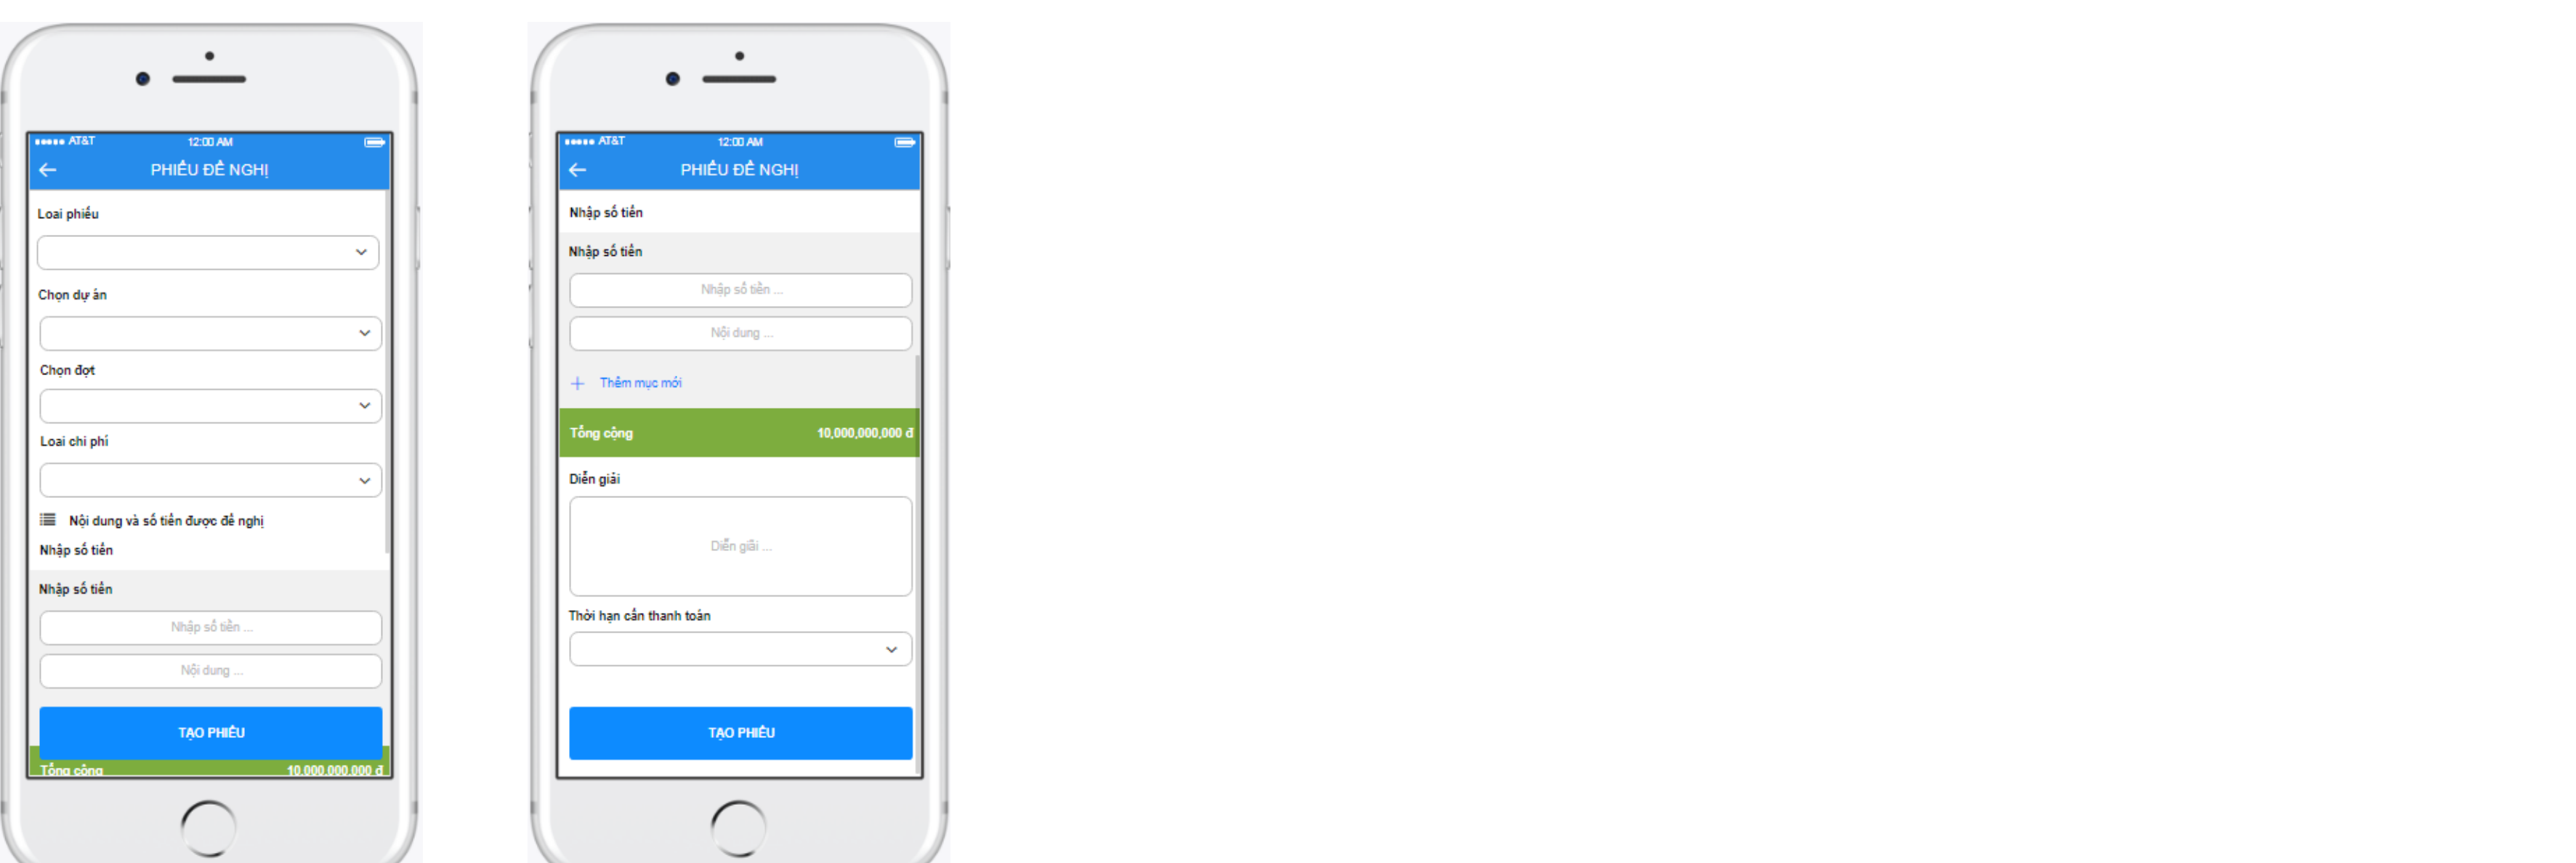 AT&T 12:00 AM
PHIẾU ĐỀ NGHỊ
Loai phiếu
Chọn dự án
Chọn đợt
Loai chi phí
Nội dung và số tiền được đề nghị
Nhập số tiền
Nhập số tiền
Nhập số tiền ...
Nội dung ...
TẠO PHIẾU
Tổng cộng 10,000,000,000 đ
AT&T 12:00 AM
PHIẾU ĐỀ NGHỊ
Nhập số tiền
Nhập số tiền
Nhập số tiền ...
Nội dung ...
Thêm mục mới
Tổng cộng 10,000,000,000 đ
Diễn giải
Diễn giải ...
Thời hạn cần thanh toán
TẠO PHIẾU